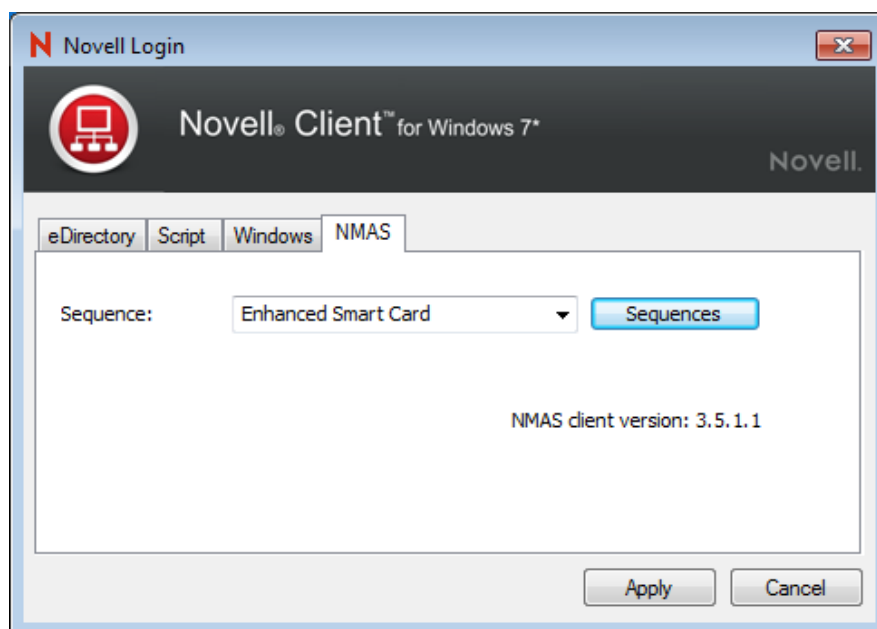 N Novell Login
Novell® Client™ for Windows 7*
Novell.
eDirectory Script Windows NMAS
Sequence: Enhanced Smart Card Sequences
NMAS client version: 3.5.1.1
Apply Cancel